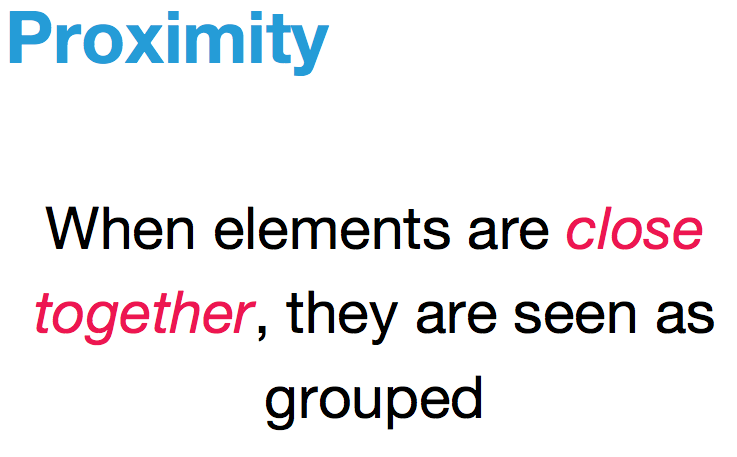 Proximity
When elements are close
together, they are seen as
grouped